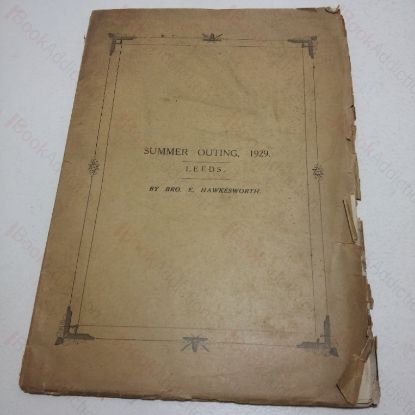 SUMMER OUTING, 1929.
LEEDS.
BY BRO. E. HAWKESWORTH.